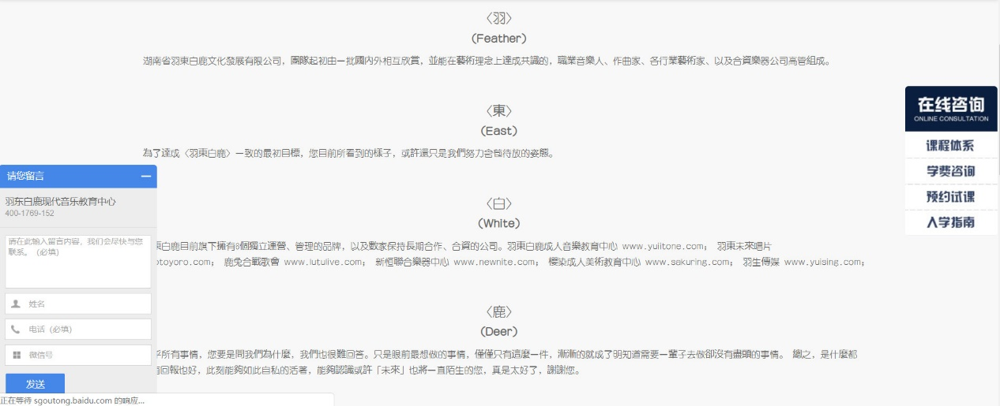 〈羽〉
(Feather)
湖南省羽東白鹿文化發展有限公司，團隊起初由一批國內外相互欣賞，並能在藝術理念上達成共識的，職業音樂人、作曲家、各行業藝術家、以及合資樂器公司高管組成。
〈東〉
(East)
為了達成〈羽東白鹿〉一致的最初目標，您目前所看到的樣子，或許還只是我們努力含苞待放的姿態。
〈白〉
(White)
東白鹿目前旗下擁有8個獨立運營、管理的品牌，以及數家保持長期合作、合資的公司。羽東白鹿成人音樂教育中心 www.yuiitone.com； 羽東未來唱片
otoyoro.com； 鹿兔合戰歌會 www.lutulive.com； 新恒聯合樂器中心 www.newnite.com； 櫻染成人美術教育中心 www.sakuring.com； 羽生傳媒 www.yuising.com；
〈鹿〉
(Deer)
乎所有事情，您要是問我們為什麼，我們也很難回答。只是眼前最想做的事情，僅僅只有這麼一件，漸漸的就成了明知道需要一輩子去做卻沒有盡頭的事情。 總之，是什麼都
回報也好，此刻能夠如此自私的活著，能夠認識或許「未來」也將一直陌生的您，真是太好了，謝謝您。
请您留言
羽东白鹿现代音乐教育中心
400-1769-152
请在此输入留言内容，我们会尽快与您
联系。（必填）
姓名
电话（必填）
微信号
发送
正在等待 sgoutong.baidu.com 的响应...
在线咨询
ONLINE CONSULTATION
课程体系
学费咨询
预约试课
入学指南